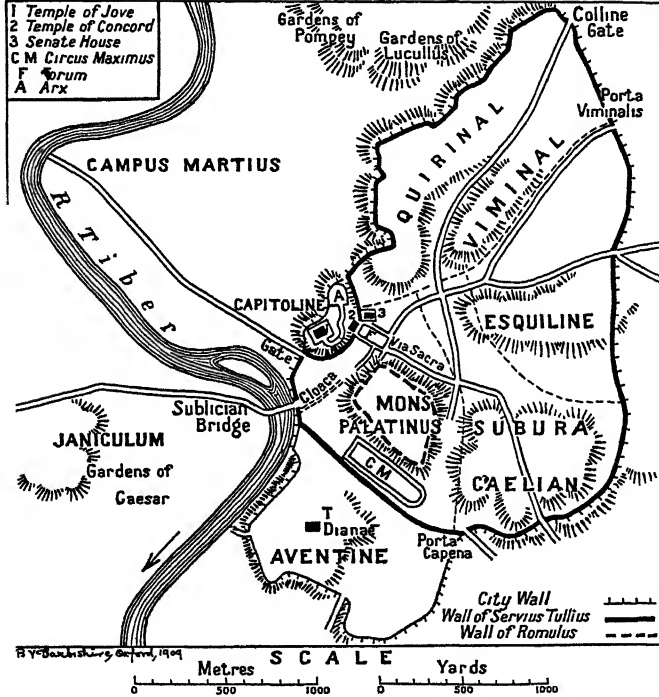 1 Temple of Jove
2 Temple of Concord
3 Senate House
C M Circus Maximus
F Forum
A Arx
Gardens of
Pompey
Gardens of
Lucullus
Colline
Gate
Porta
Viminalis
CAMPUS MARTIUS
QUIRINAL
VIMINAL
R Tiber
CAPITOLINE
A
1
2
3
F
ESQUILINE
Gate
Via Sacra
Cloaca
Sublician
Bridge
MONS
PALATINUS
SUBURA
JANICULUM
Gardens of
Caesar
C M
CAELIAN
T
Dianae
AVENTINE
Porta
Capena
City Wall
Wall of Servius Tullius
Wall of Romulus
B V Darbishire, Oxford, 1909
SCALE
Metres
Yards
0 500 1000
0 500 1000